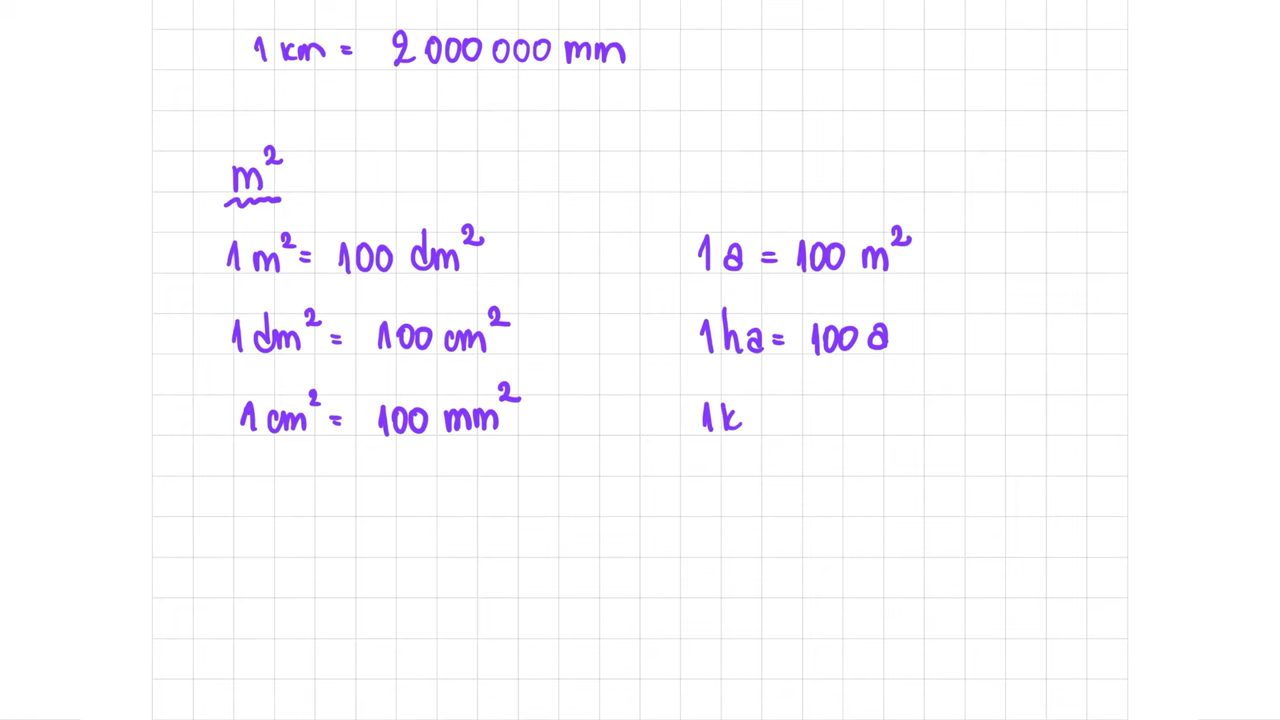 1 km = 2 000 000 mm
m²
1 m² = 100 dm²
1 dm² = 100 cm²
1 cm² = 100 mm²
1 a = 100 m²
1 ha = 100 a
1 k